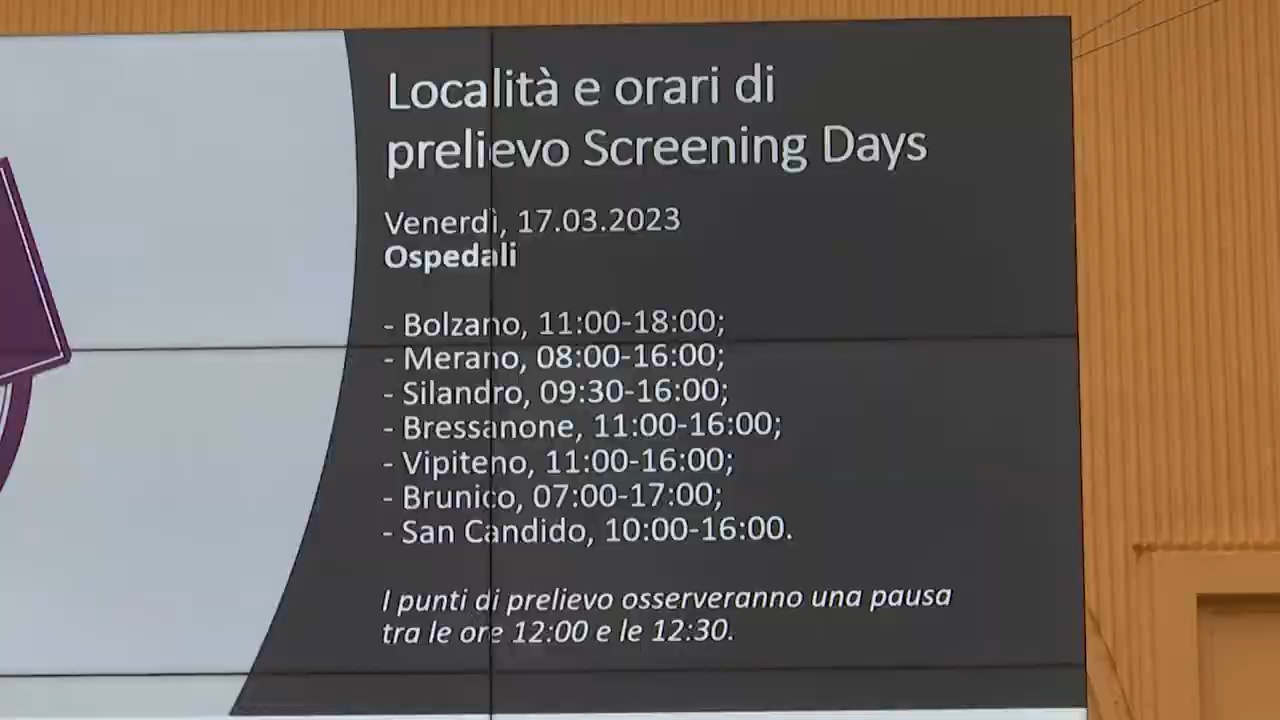 Località e orari di
prelievo Screening Days
Venerdì, 17.03.2023
Ospedali
- Bolzano, 11:00-18:00;
- Merano, 08:00-16:00;
- Silandro, 09:30-16:00;
- Bressanone, 11:00-16:00;
- Vipiteno, 11:00-16:00;
- Brunico, 07:00-17:00;
- San Candido, 10:00-16:00.
I punti di prelievo osserveranno una pausa
tra le ore 12:00 e le 12:30.